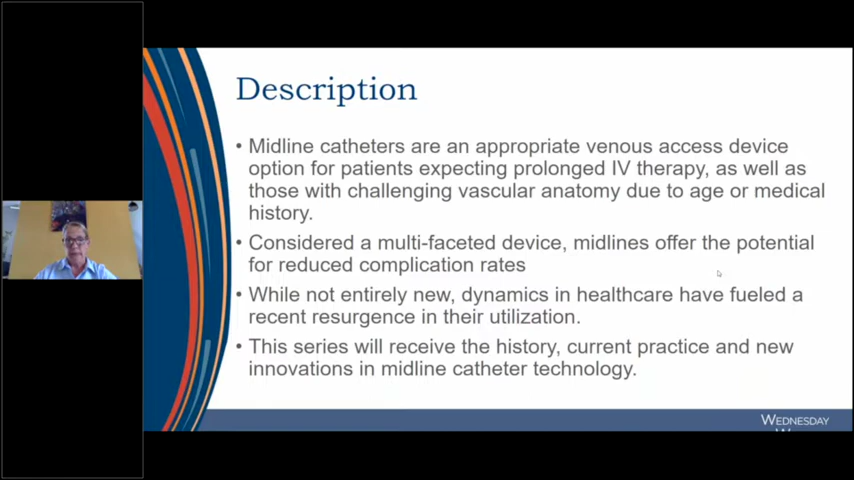 Description
• Midline catheters are an appropriate venous access device
option for patients expecting prolonged IV therapy, as well as
those with challenging vascular anatomy due to age or medical
history.
• Considered a multi-faceted device, midlines offer the potential
for reduced complication rates
• While not entirely new, dynamics in healthcare have fueled a
recent resurgence in their utilization.
• This series will receive the history, current practice and new
innovations in midline catheter technology.
WEDNESDAY